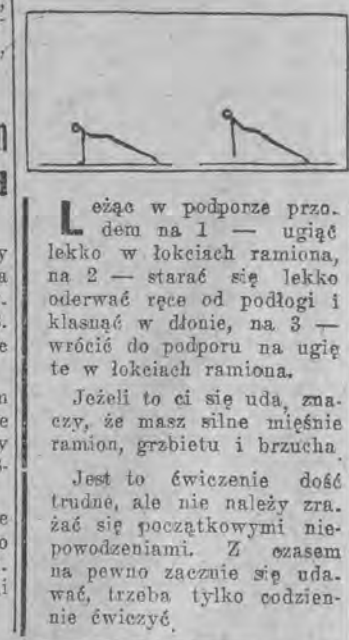 Leżąc w podporze przo-
dem na 1 — ugiąć
lekko w łokciach ramiona,
na 2 — starać się lekko
oderwać ręce od podłogi i
klasnąć w dłonie, na 3 —
wrócić do podporu na ugię
te w łokciach ramiona.
Jeżeli to ci się uda, zna-
czy, że masz silne mięśnie
ramion, grzbietu i brzucha
Jest to ćwiczenie dość
trudne, ale nie należy zra-
żać się początkowymi nie-
powodzeniami. Z czasem
na pewno zacznie się uda-
wać, trzeba tylko codzien-
nie ćwiczyć.